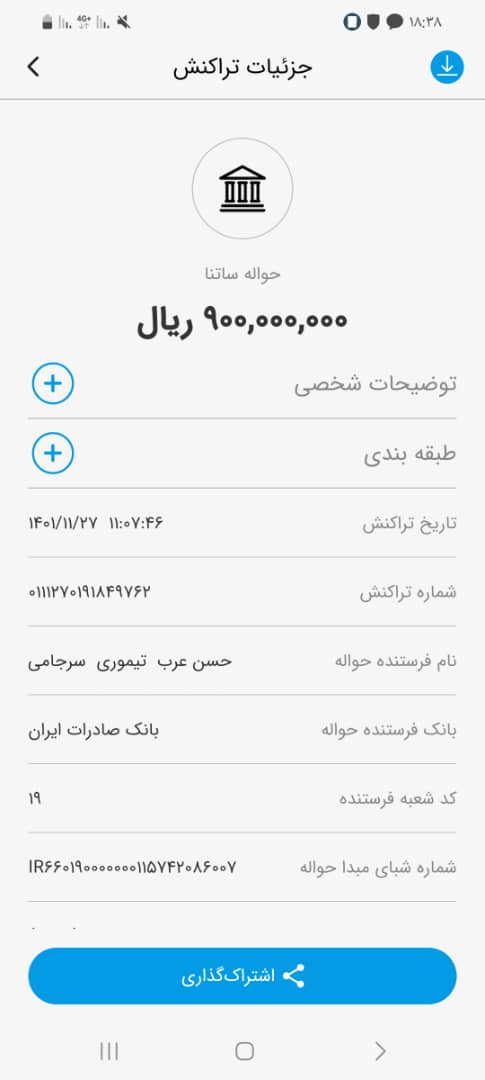 ۱۸:۳۸
4G+
جزئیات تراکنش
حواله ساتنا
۹۰۰,۰۰۰,۰۰۰ ریال
توضیحات شخصی
طبقه بندی
تاریخ تراکنش ۱۴۰۱/۱۱/۲۷ ۱۱:۰۷:۴۶
شماره تراکنش ۰۱۱۱۲۷۰۱۹۱۸۴۹۷۶۲
نام فرستنده حواله حسن عرب تیموری سرجامی
بانک فرستنده حواله بانک صادرات ایران
کد شعبه فرستنده ۱۹
شماره شبای مبدا حواله IR۶۶۰۱۹۰۰۰۰۰۰۰۱۱۵۷۴۲۰۸۶۰۰۷
اشتراک‌گذاری